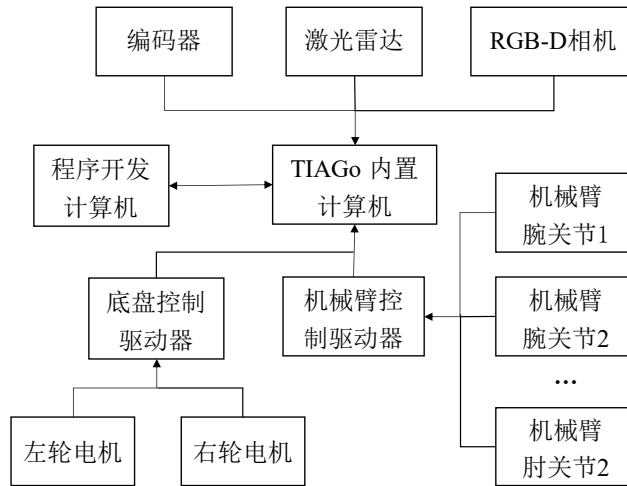 编码器
激光雷达
RGB-D相机
程序开发
计算机
TIAGo 内置
计算机
机械臂
腕关节1
底盘控制
驱动器
机械臂控
制驱动器
机械臂
腕关节2
...
左轮电机
右轮电机
机械臂
肘关节2